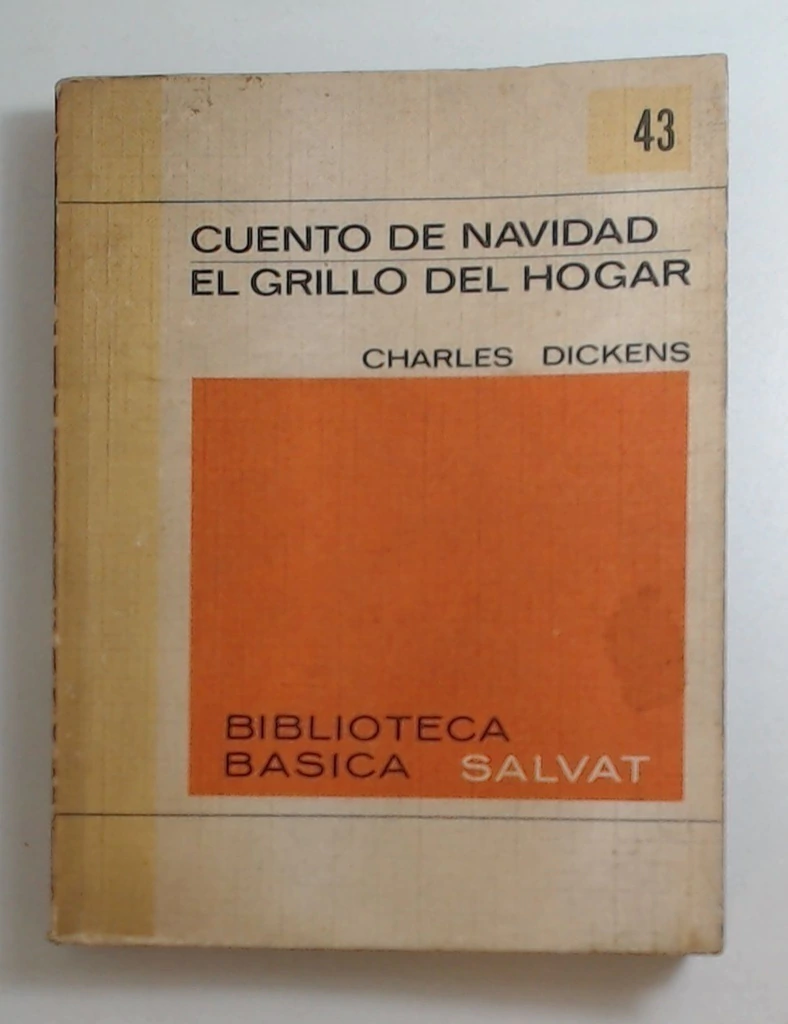 43
CUENTO DE NAVIDAD
EL GRILLO DEL HOGAR
CHARLES DICKENS
BIBLIOTECA
BASICA SALVAT